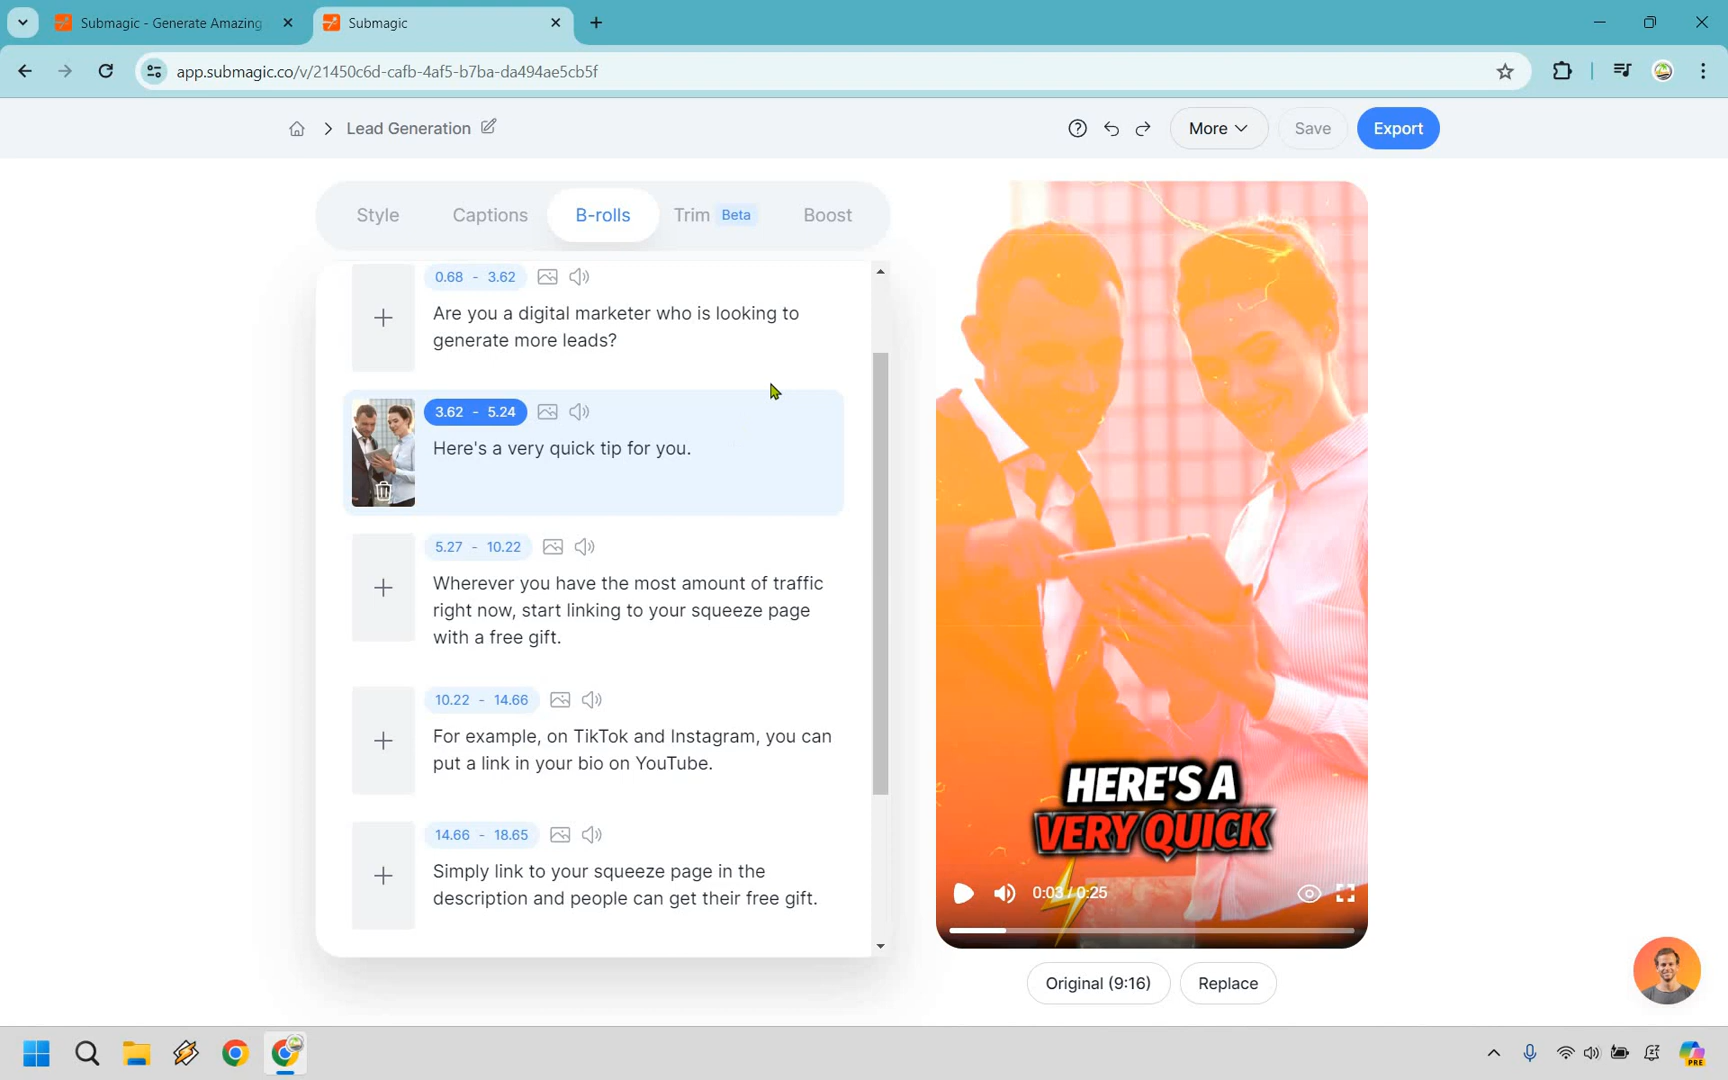 Submagic - Generate Amazing
Submagic
app.submagic.co/v/21450c6d-cafb-4af5-b7ba-da494ae5cb5f
Lead Generation
More
Save
Export
Style
Captions
B-rolls
Trim
Beta
Boost
0.68 - 3.62
Are you a digital marketer who is looking to
generate more leads?
3.62 - 5.24
Here's a very quick tip for you.
5.27 - 10.22
Wherever you have the most amount of traffic
right now, start linking to your squeeze page
with a free gift.
10.22 - 14.66
For example, on TikTok and Instagram, you can
put a link in your bio on YouTube.
14.66 - 18.65
Simply link to your squeeze page in the
description and people can get their free gift.
HERE'S A
VERY QUICK
0:03 / 0:25
Original (9:16)
Replace
PRE